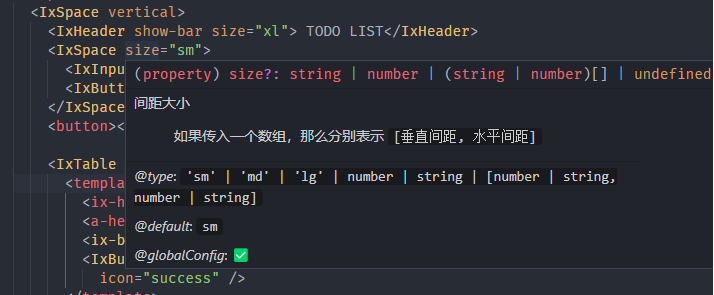 <IxSpace vertical>
<IxHeader show-bar size="xl"> TODO LIST</IxHeader>
<IxSpace size="sm">
<IxInpu
(property) size?: string | number | (string | number)[] | undefined
<IxButt
间距大小
</IxSpace
<button><
如果传入一个数组，那么分别表示 [垂直间距, 水平间距]
<IxTable
@type: 'sm' | 'md' | 'lg' | number | string | [number | string,
<templa
number | string]
<ix-h
<a-he
@default: sm
<ix-b
<IxBu
@globalConfig: ✅
icon="success" />
</template>